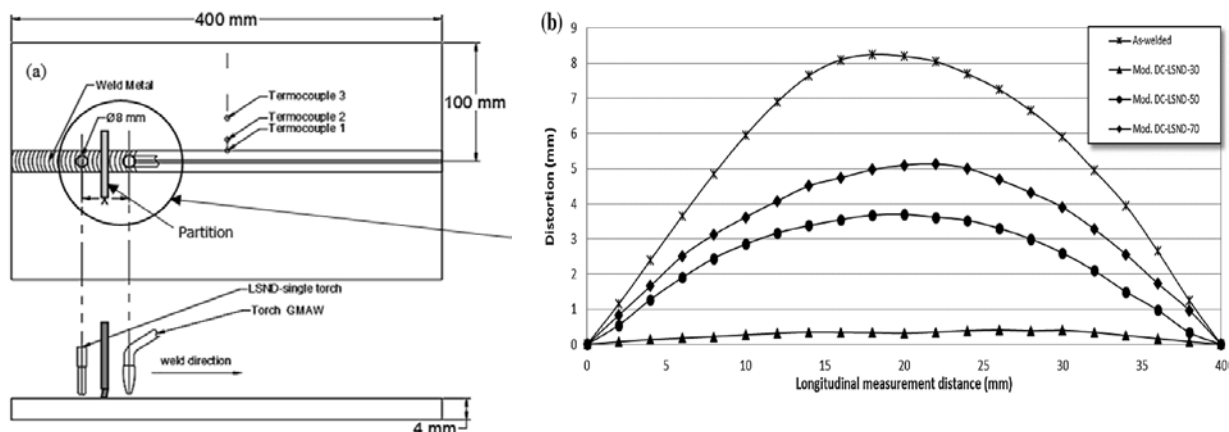 400 mm
(a)
Weld Metal
Ø8 mm
Termocouple 3
Termocouple 2
Termocouple 1
100 mm
X
Partition
LSND-single torch
Torch GMAW
weld direction
4 mm
(b)
9
8
7
6
5
4
3
2
1
0
Distortion (mm)
0
5
10
15
20
25
30
35
40
Longitudinal measurement distance (mm)
As-welded
Mod. DC-LSND-30
Mod. DC-LSND-50
Mod. DC-LSND-70